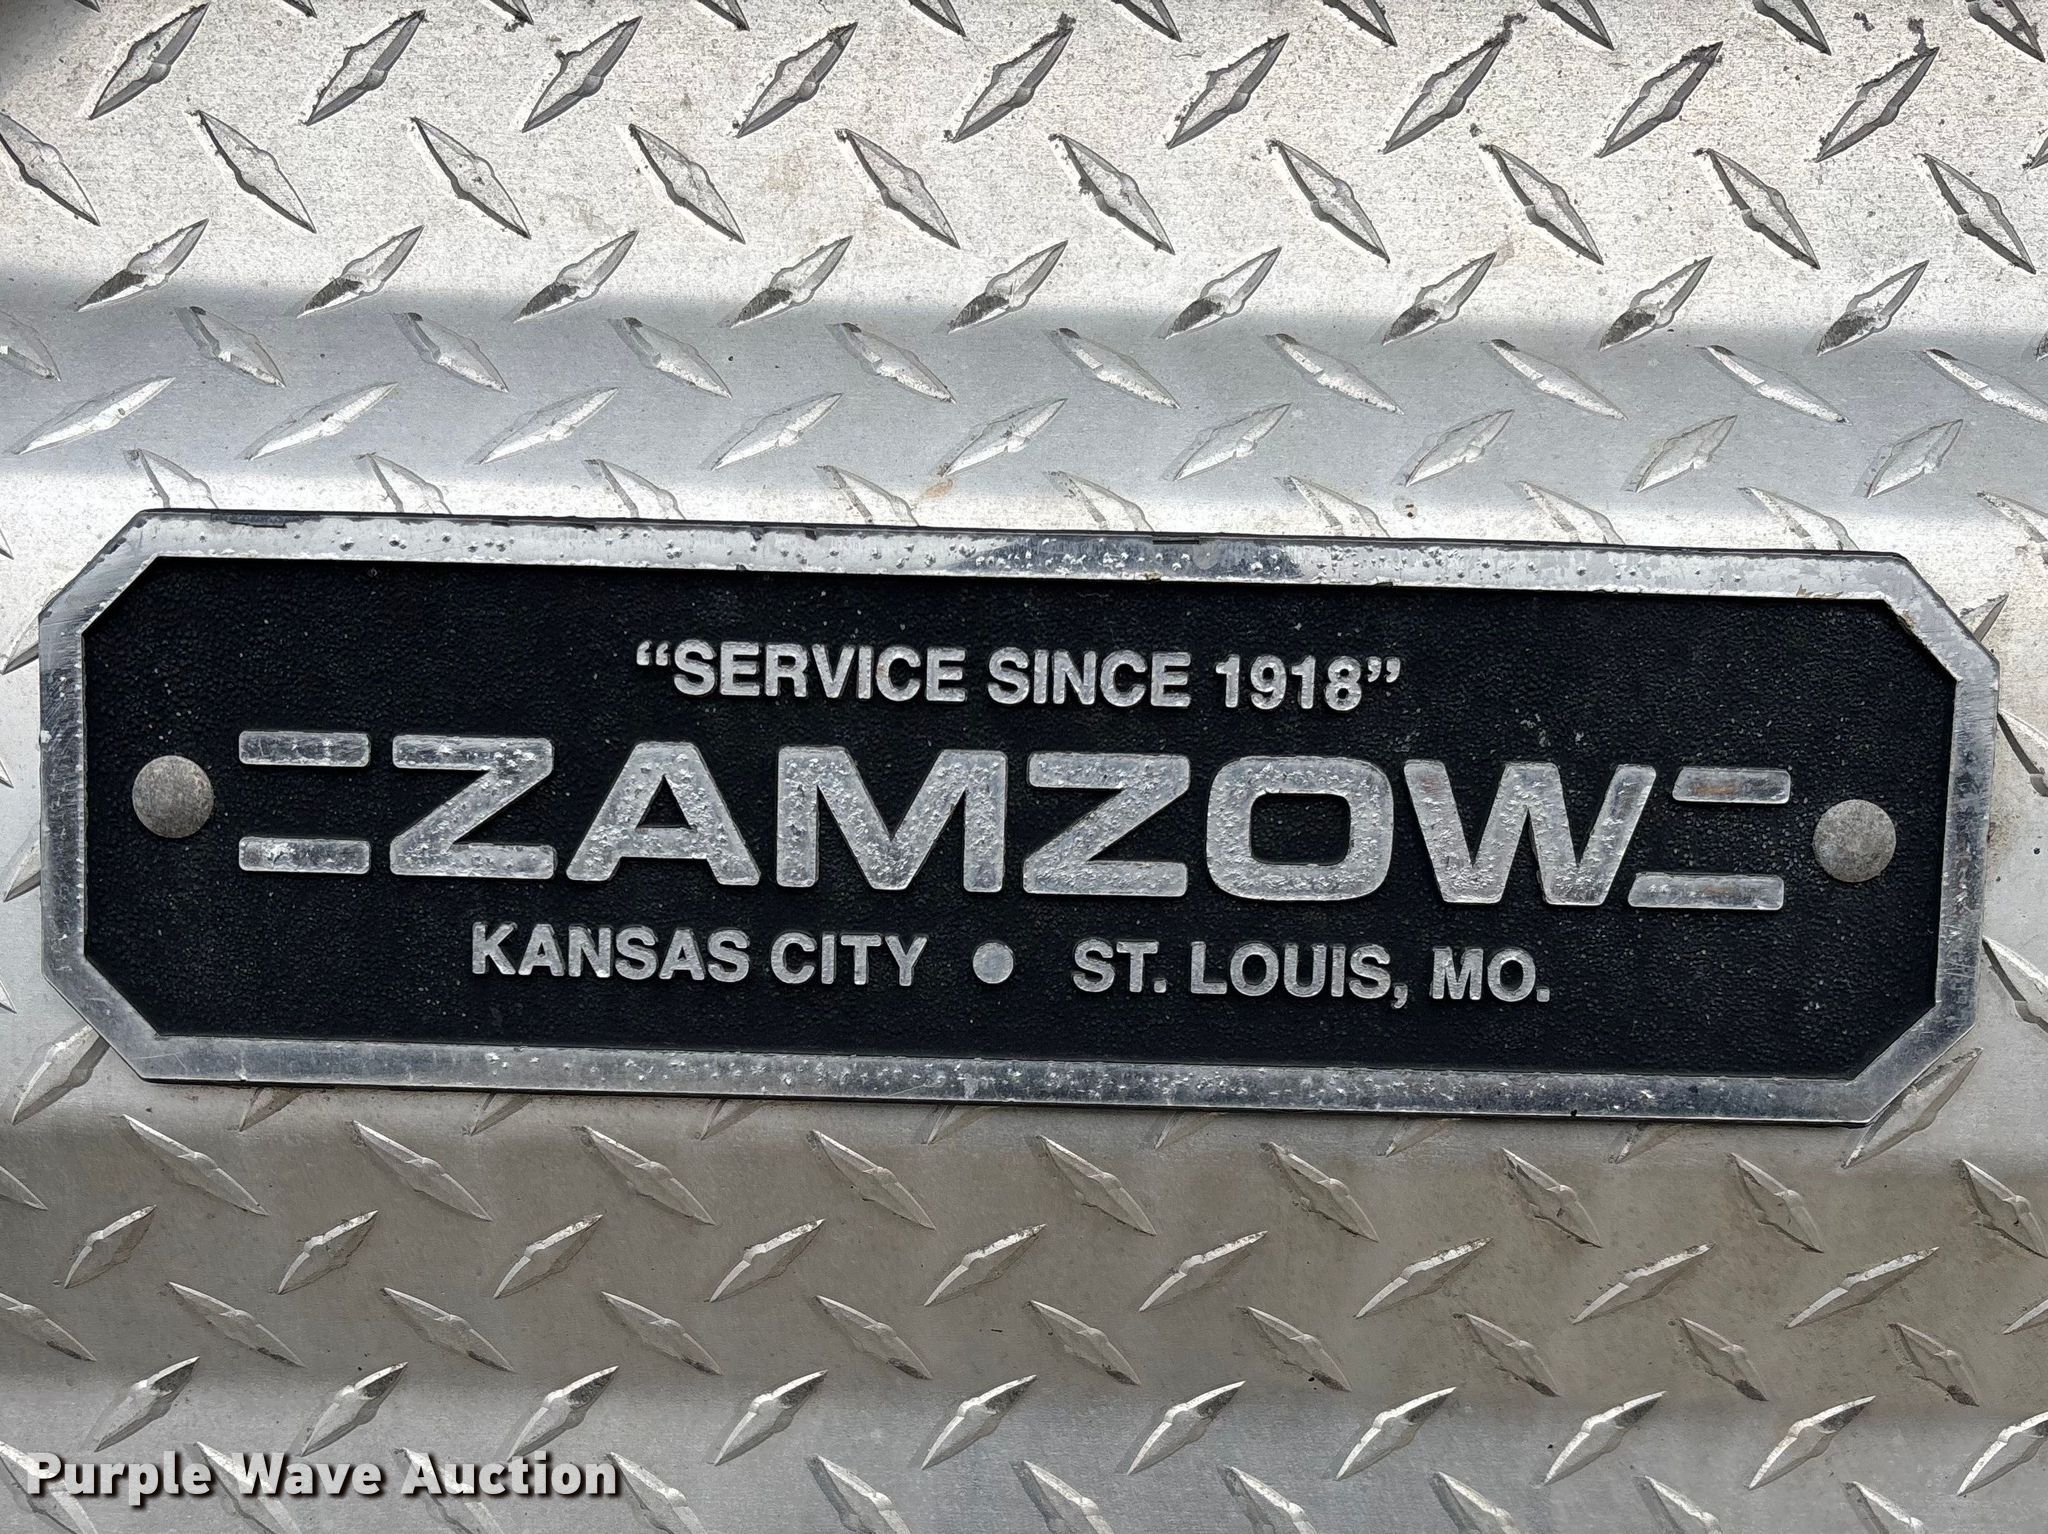 “SERVICE SINCE 1918”
ZAMZOW
KANSAS CITY • ST. LOUIS, MO.
Purple Wave Auction